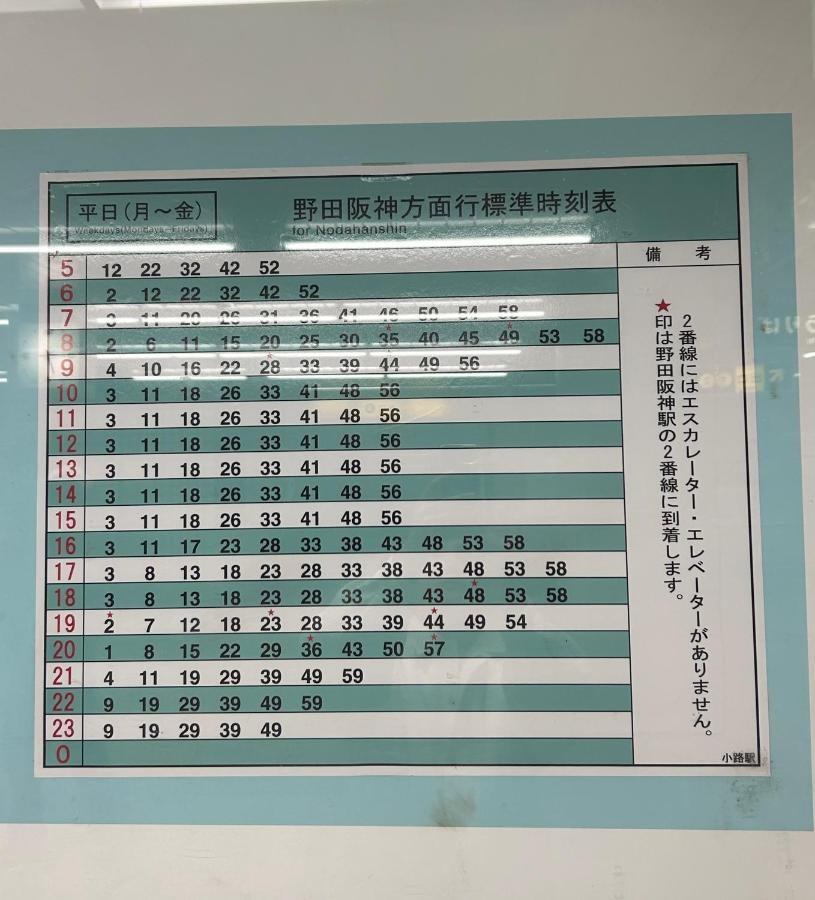 平日(月～金)
Weekdays(Mondays~Fridays)
野田阪神方面行標準時刻表
for Nodahanshin
備 考
5 12 22 32 42 52
6 2 12 22 32 42 52
7 11 26 36 41 46 50 54 58
8 2 6 11 15 20 25 30 ★35 40 45 ★49 53 58
9 4 10 16 22 ★28 33 39 44 49 56
10 3 11 18 26 33 41 48 56
11 3 11 18 26 33 41 48 56
12 3 11 18 26 33 41 48 56
13 3 11 18 26 33 41 48 56
14 3 11 18 26 33 41 48 56
15 3 11 18 26 33 41 48 56
16 3 11 17 23 28 33 38 43 48 53 58
17 3 8 13 18 23 28 33 38 43 48 53 58
18 3 8 13 18 23 28 33 38 43 ★48 53 58
19 ★2 7 12 18 ★23 28 33 39 ★44 49 54
20 1 8 15 22 29 ★36 43 50 ★57
21 4 11 19 29 39 49 59
22 9 19 29 39 49 59
23 9 19 29 39 49
0
★印は野田阪神駅の2番線に到着します。
2番線にはエスカレーター・エレベーターがありません。
小路駅